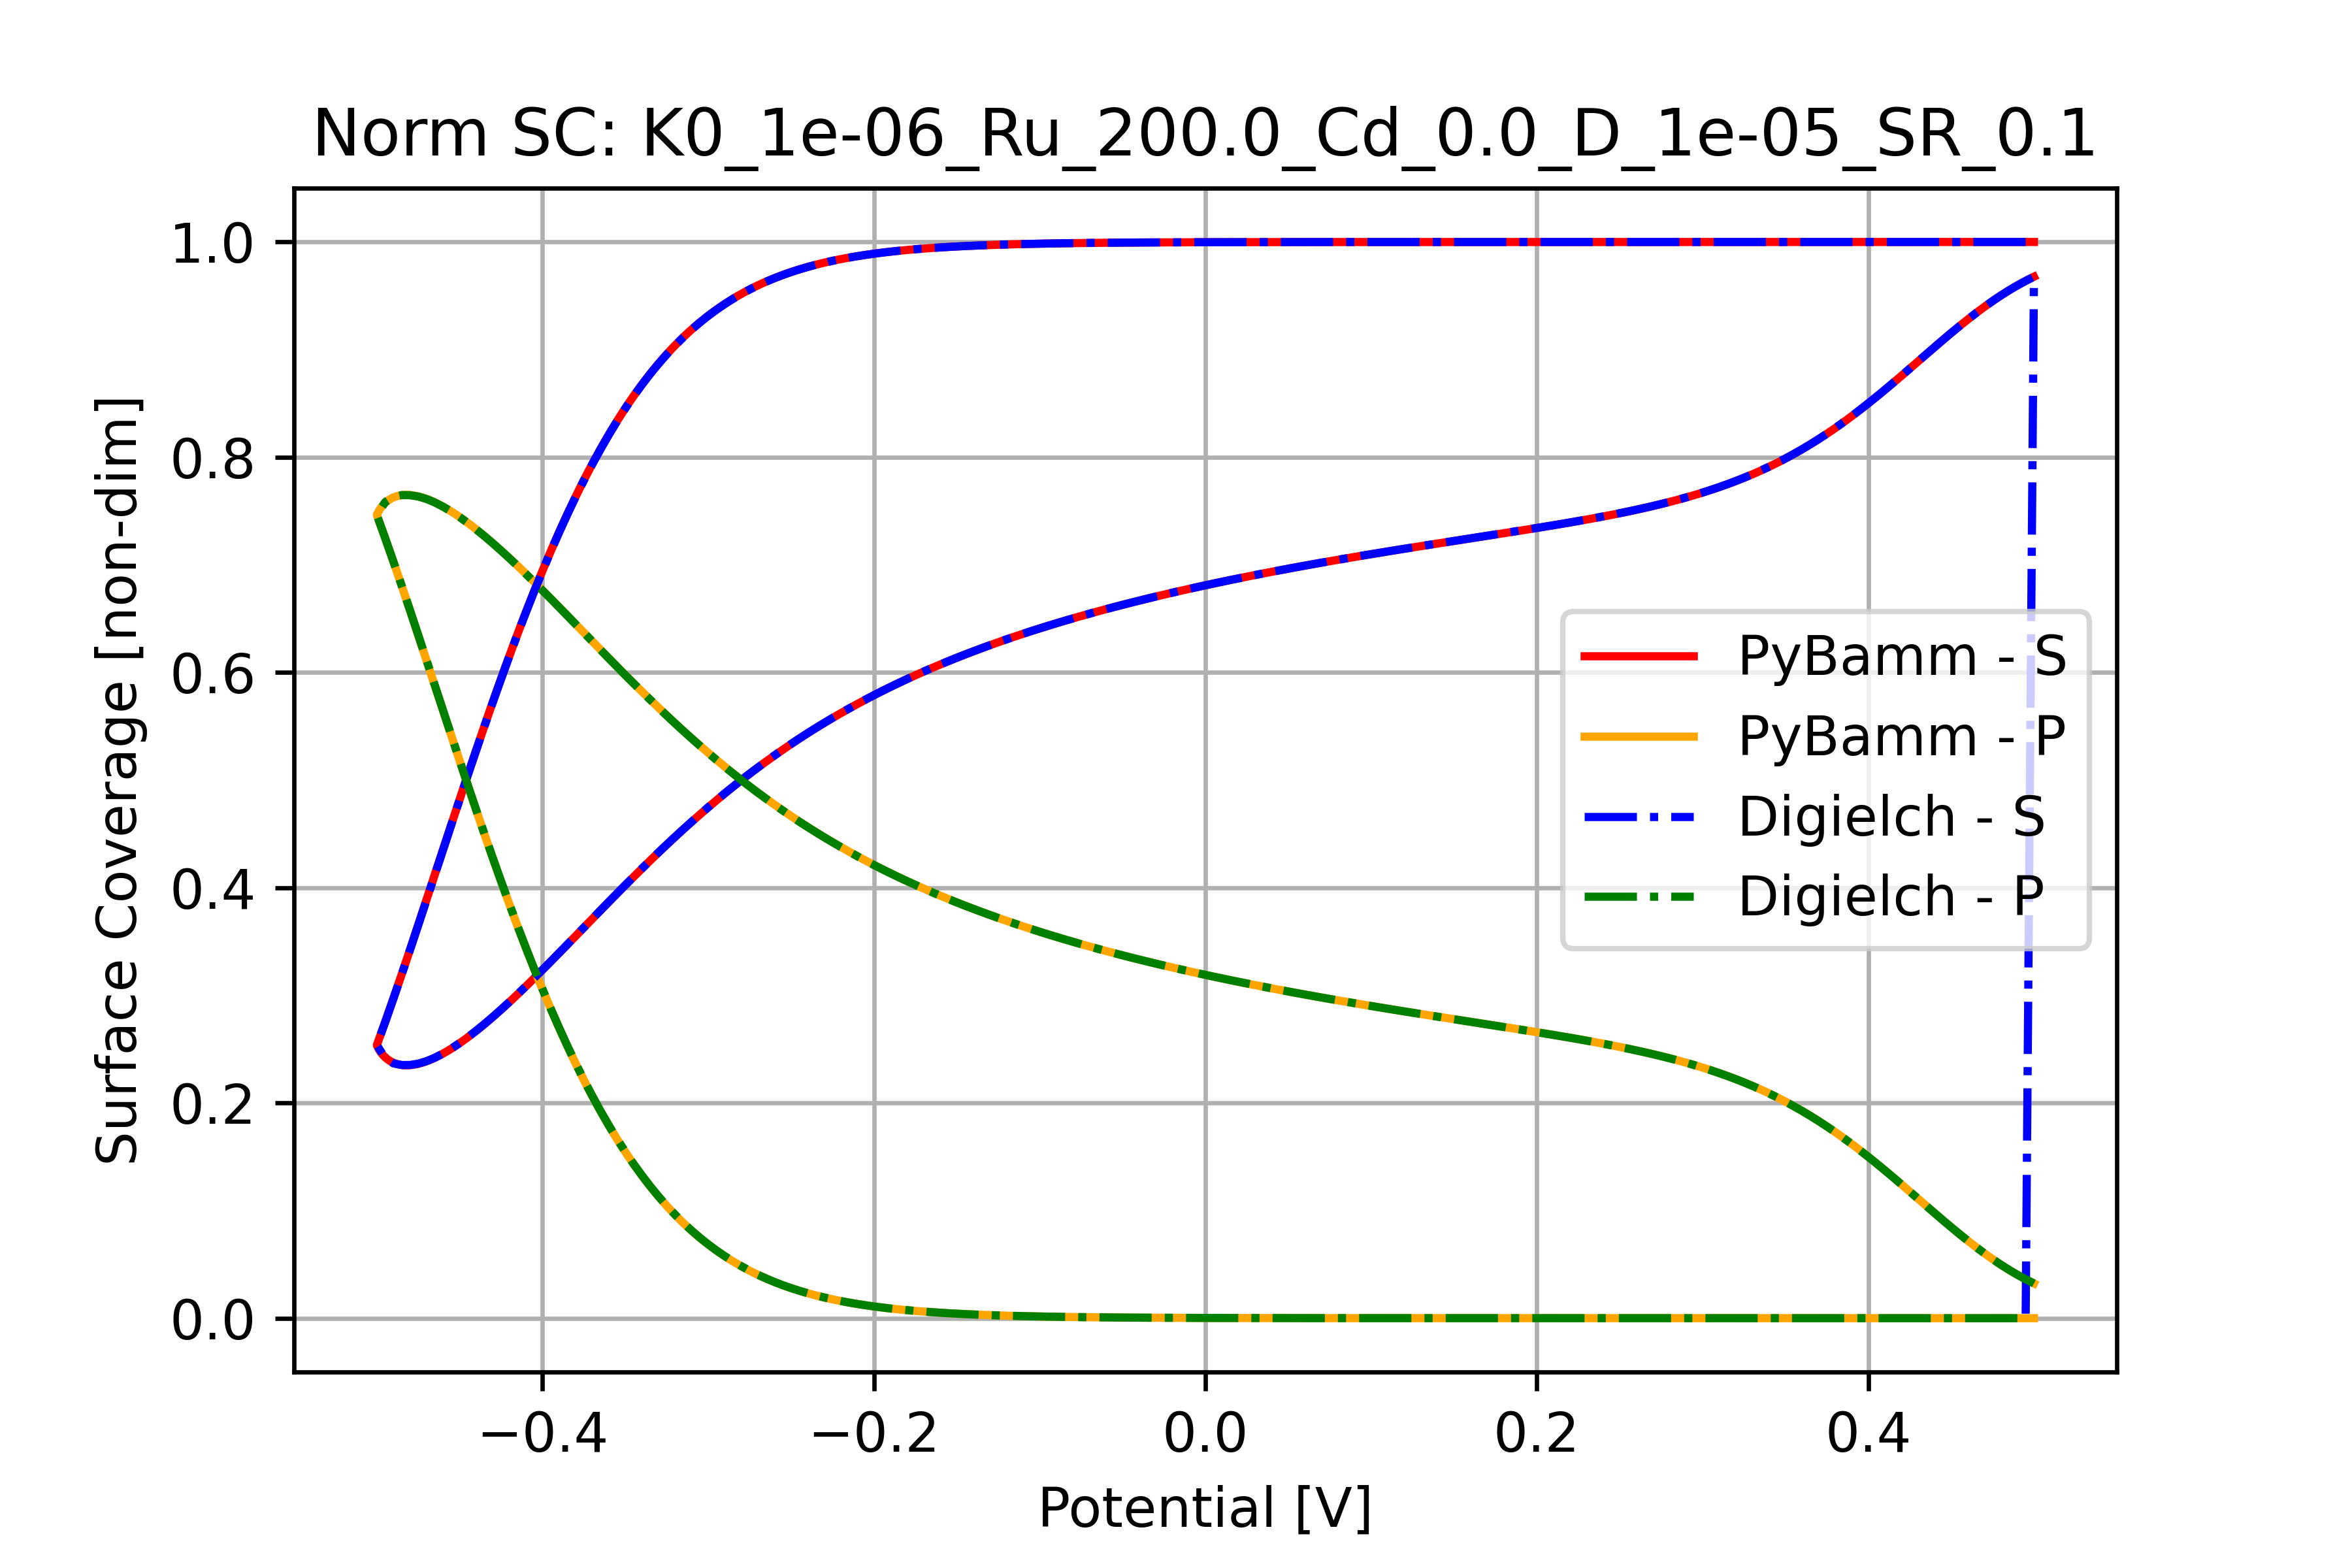 Norm SC: K0_1e-06_Ru_200.0_Cd_0.0_D_1e-05_SR_0.1
Surface Coverage [non-dim]
1.0
0.8
0.6
0.4
0.2
0.0
PyBamm - S
PyBamm - P
Digielch - S
Digielch - P
−0.4 −0.2 0.0 0.2 0.4
Potential [V]